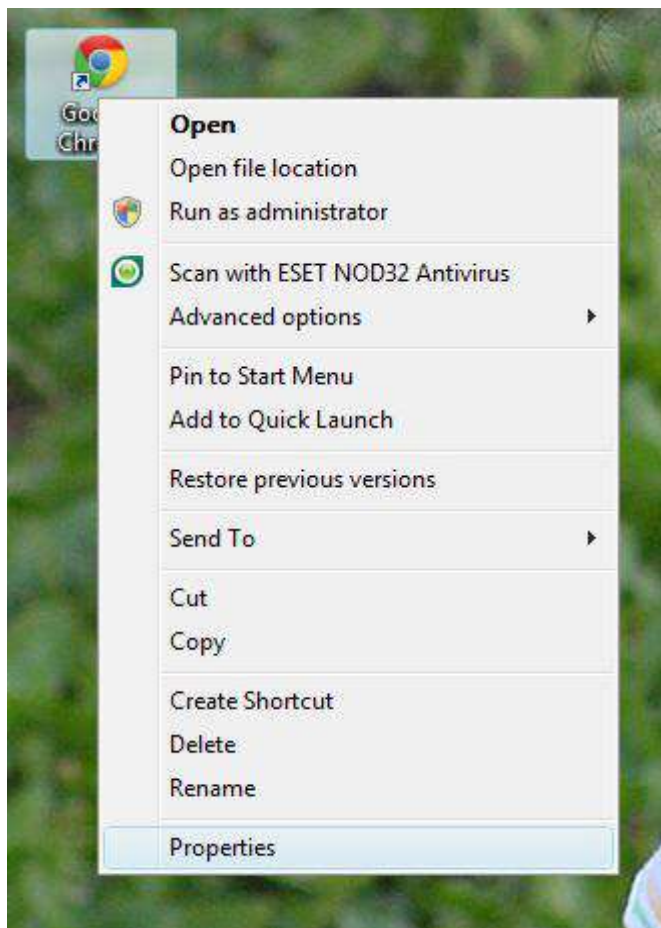 Open
Open file location
Run as administrator
Scan with ESET NOD32 Antivirus
Advanced options
Pin to Start Menu
Add to Quick Launch
Restore previous versions
Send To
Cut
Copy
Create Shortcut
Delete
Rename
Properties